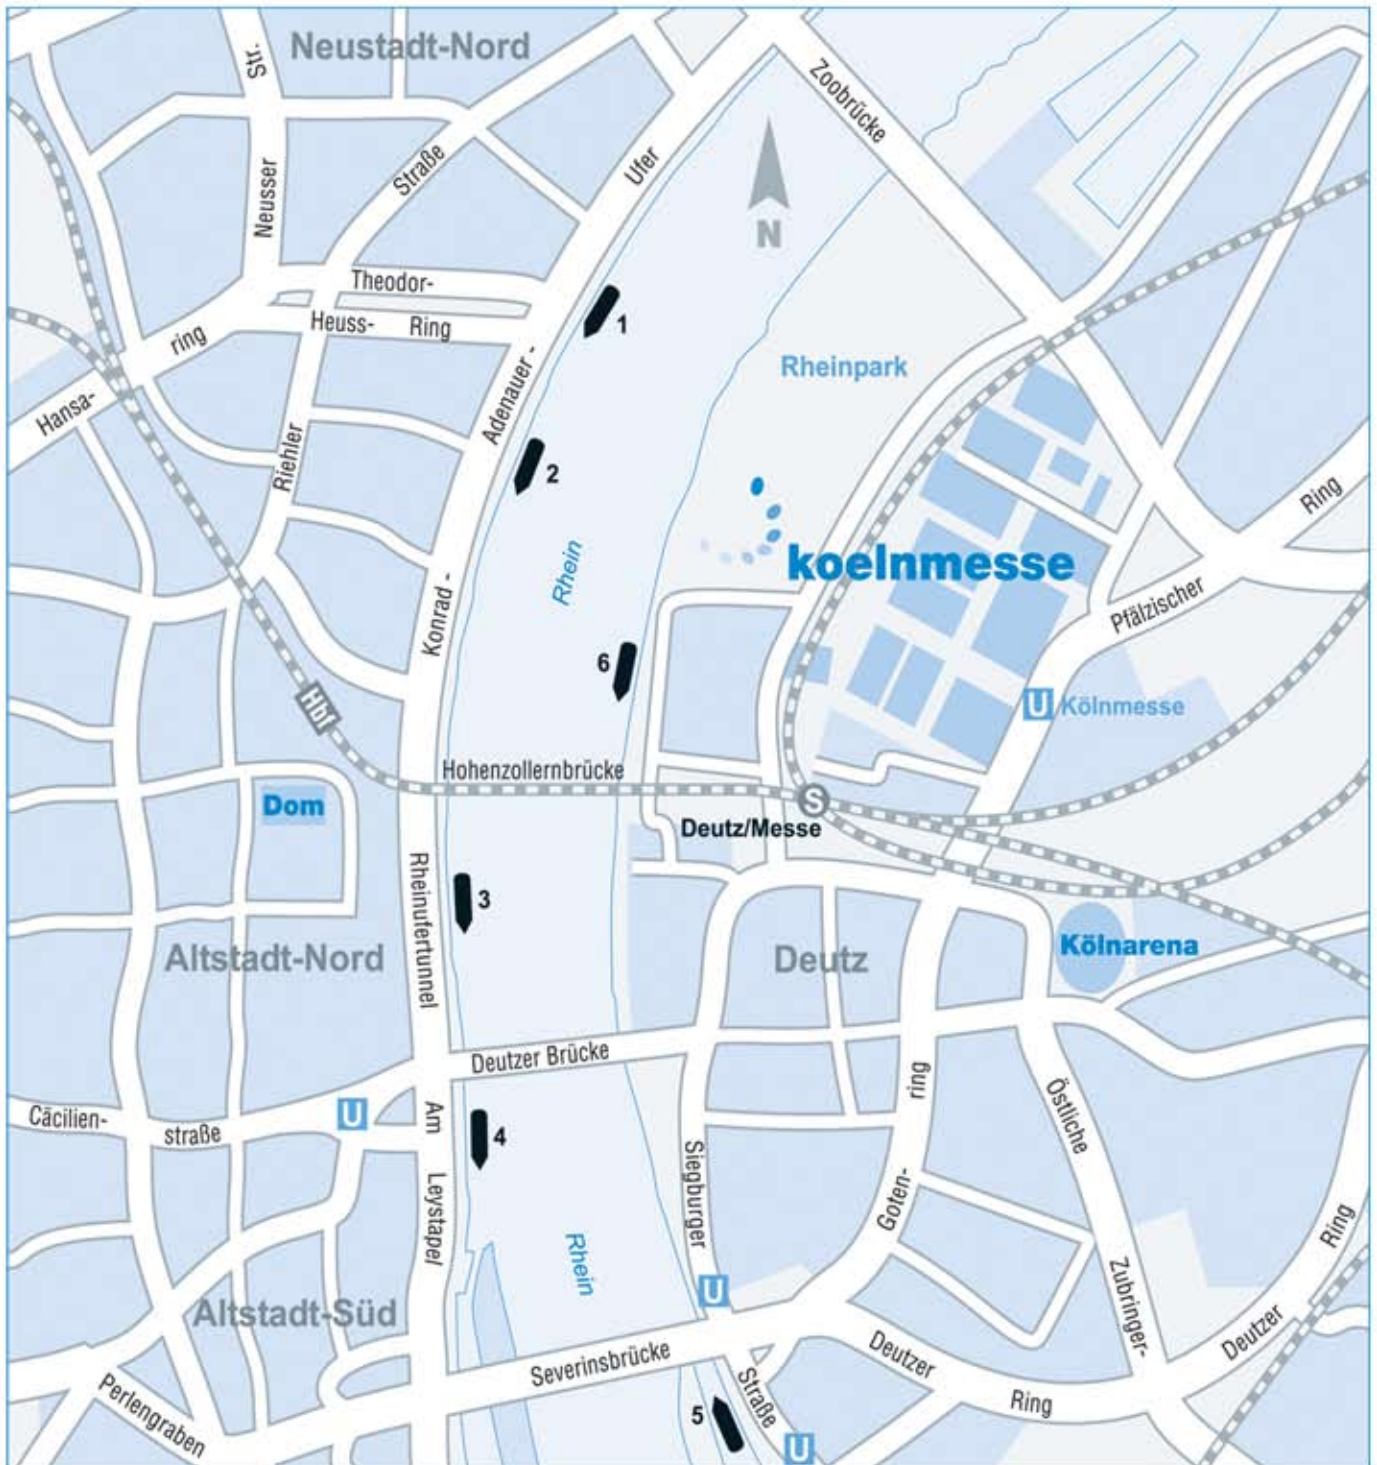 Neustadt-Nord
Str.
Zoobrücke
Straße
Ufer
Neusser
N
Theodor-
Heuss- Ring
ring
1
Hansa-
Adenauer -
Rheinpark
Riehler
2
Ring
koelnmesse
Rhein
Konrad -
Pfälzischer
6
Hbf
U Kölnmesse
Hohenzollernbrücke
S
Dom
Deutz/Messe
Rheinufertunnel
3
Altstadt-Nord
Deutz
Kölnarena
Deutzer Brücke
ring
Östliche
Cäcilien-
straße
U
Am
4
Siegburger
Leystapel
Goten-
Ring
Rhein
U
Zubringer-
Altstadt-Süd
Severinsbrücke
Deutzer
Deutzer
Ring
Perlengraben
Straße
5
U